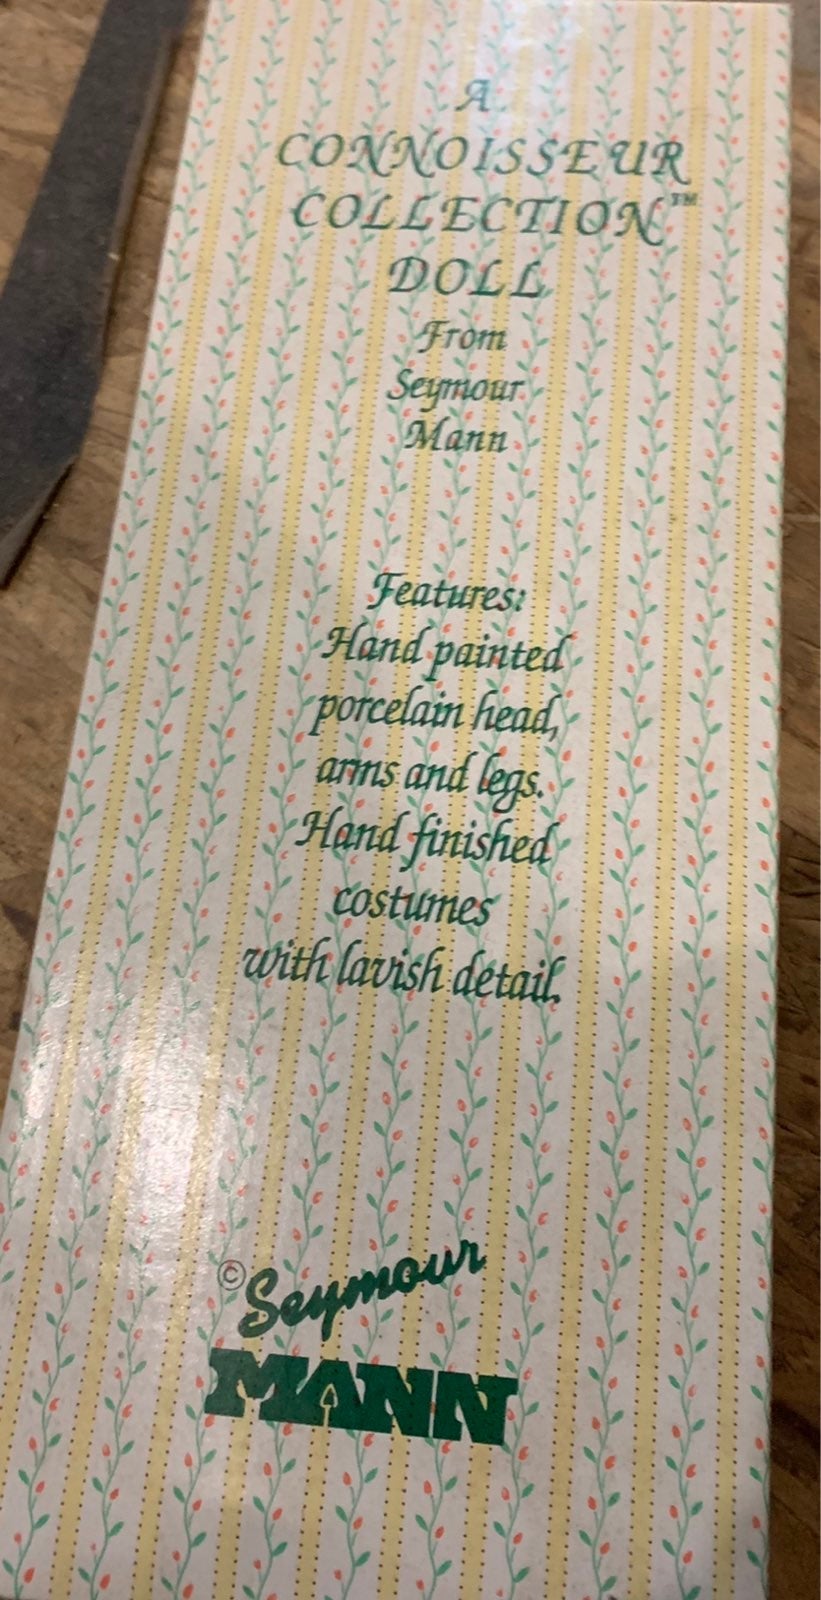 A
CONNOISSEUR
COLLECTION™
DOLL
From
Seymour
Mann
Features:
Hand painted
porcelain head,
arms and legs.
Hand finished
costumes
with lavish detail.
©Seymour
MANN